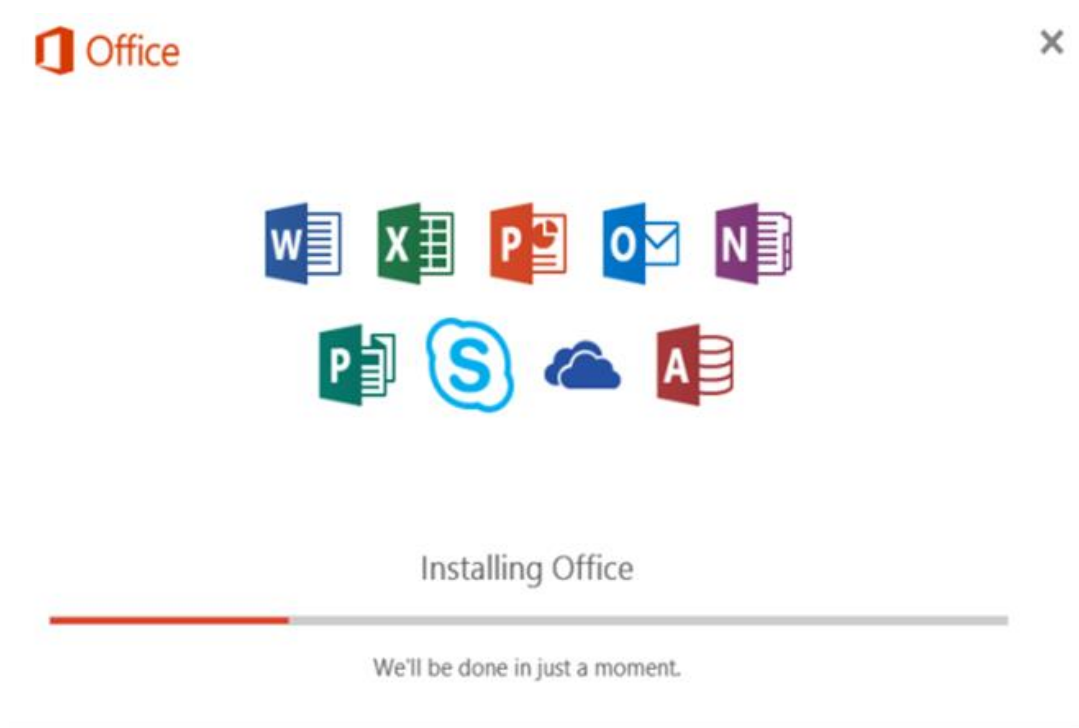 Office
W X P O N
P S A
Installing Office
We'll be done in just a moment.